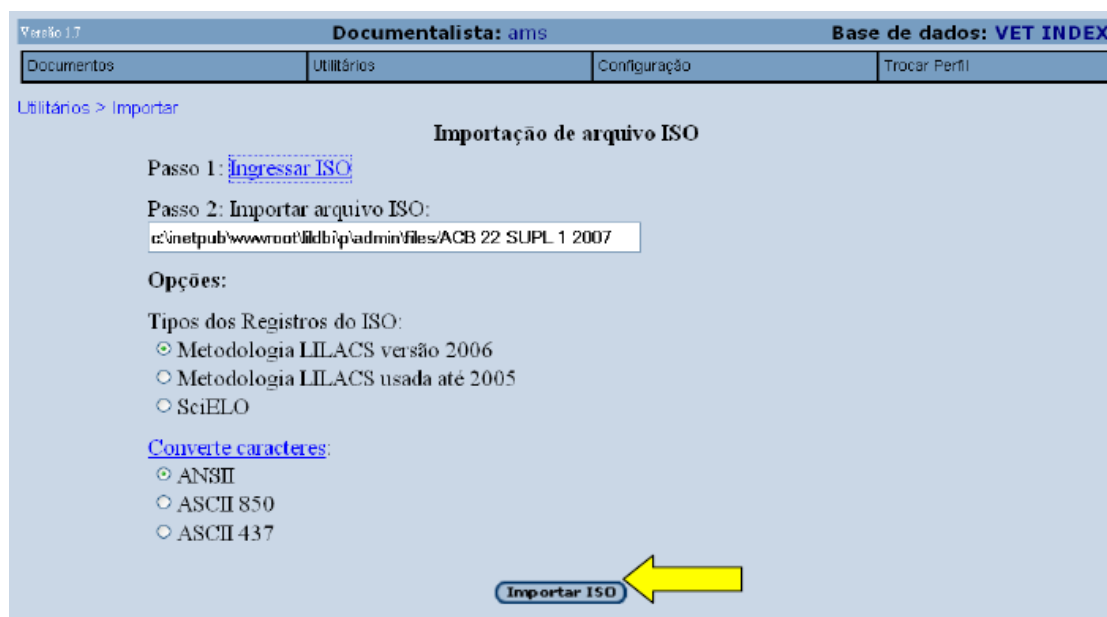 Versão 1.7 Documentalista: ams Base de dados: VET INDEX
Documentos Utilitários Configuração Trocar Perfil
Utilitários > Importar
Importação de arquivo ISO
Passo 1: Ingressar ISO
Passo 2: Importar arquivo ISO:
c:\inetpub\wwwroot\lildbi\p\admin\files/ACB 22 SUPL 1 2007
Opções:
Tipos dos Registros do ISO:
Metodologia LILACS versão 2006
Metodologia LILACS usada até 2005
SciELO
Converte caracteres:
ANSII
ASCII 850
ASCII 437
Importar ISO